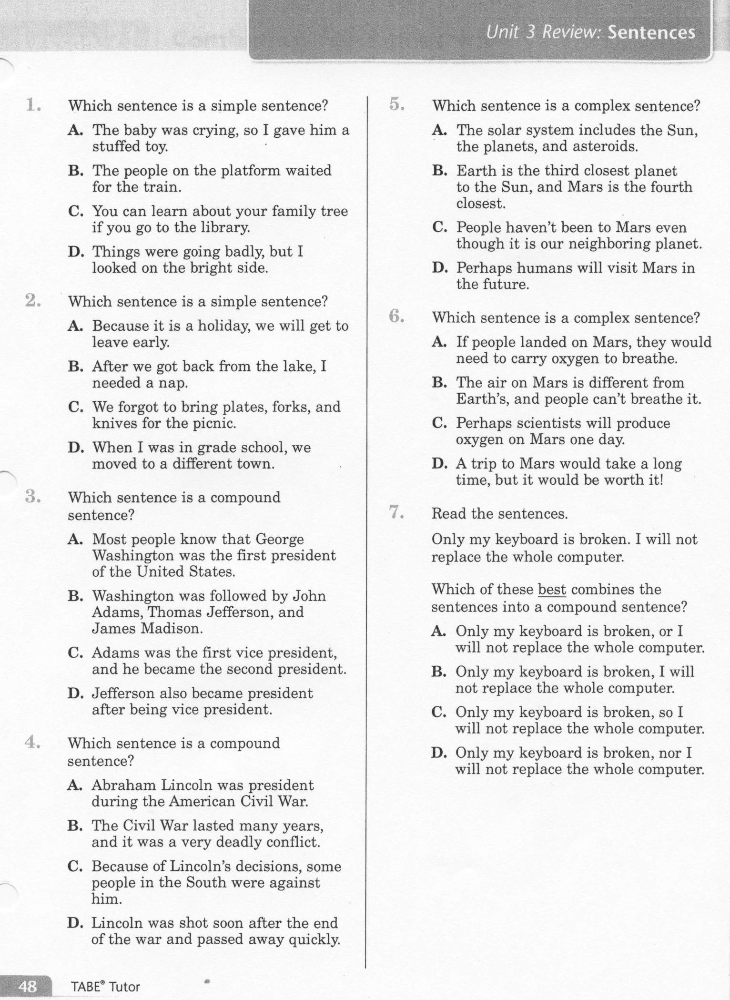 Unit 3 Review: Sentences
1. Which sentence is a simple sentence?
A. The baby was crying, so I gave him a
stuffed toy.
B. The people on the platform waited
for the train.
C. You can learn about your family tree
if you go to the library.
D. Things were going badly, but I
looked on the bright side.
2. Which sentence is a simple sentence?
A. Because it is a holiday, we will get to
leave early.
B. After we got back from the lake, I
needed a nap.
C. We forgot to bring plates, forks, and
knives for the picnic.
D. When I was in grade school, we
moved to a different town.
3. Which sentence is a compound
sentence?
A. Most people know that George
Washington was the first president
of the United States.
B. Washington was followed by John
Adams, Thomas Jefferson, and
James Madison.
C. Adams was the first vice president,
and he became the second president.
D. Jefferson also became president
after being vice president.
4. Which sentence is a compound
sentence?
A. Abraham Lincoln was president
during the American Civil War.
B. The Civil War lasted many years,
and it was a very deadly conflict.
C. Because of Lincoln's decisions, some
people in the South were against
him.
D. Lincoln was shot soon after the end
of the war and passed away quickly.
5. Which sentence is a complex sentence?
A. The solar system includes the Sun,
the planets, and asteroids.
B. Earth is the third closest planet
to the Sun, and Mars is the fourth
closest.
C. People haven't been to Mars even
though it is our neighboring planet.
D. Perhaps humans will visit Mars in
the future.
6. Which sentence is a complex sentence?
A. If people landed on Mars, they would
need to carry oxygen to breathe.
B. The air on Mars is different from
Earth's, and people can't breathe it.
C. Perhaps scientists will produce
oxygen on Mars one day.
D. A trip to Mars would take a long
time, but it would be worth it!
7. Read the sentences.
Only my keyboard is broken. I will not
replace the whole computer.
Which of these best combines the
sentences into a compound sentence?
A. Only my keyboard is broken, or I
will not replace the whole computer.
B. Only my keyboard is broken, I will
not replace the whole computer.
C. Only my keyboard is broken, so I
will not replace the whole computer.
D. Only my keyboard is broken, nor I
will not replace the whole computer.
48 TABE® Tutor